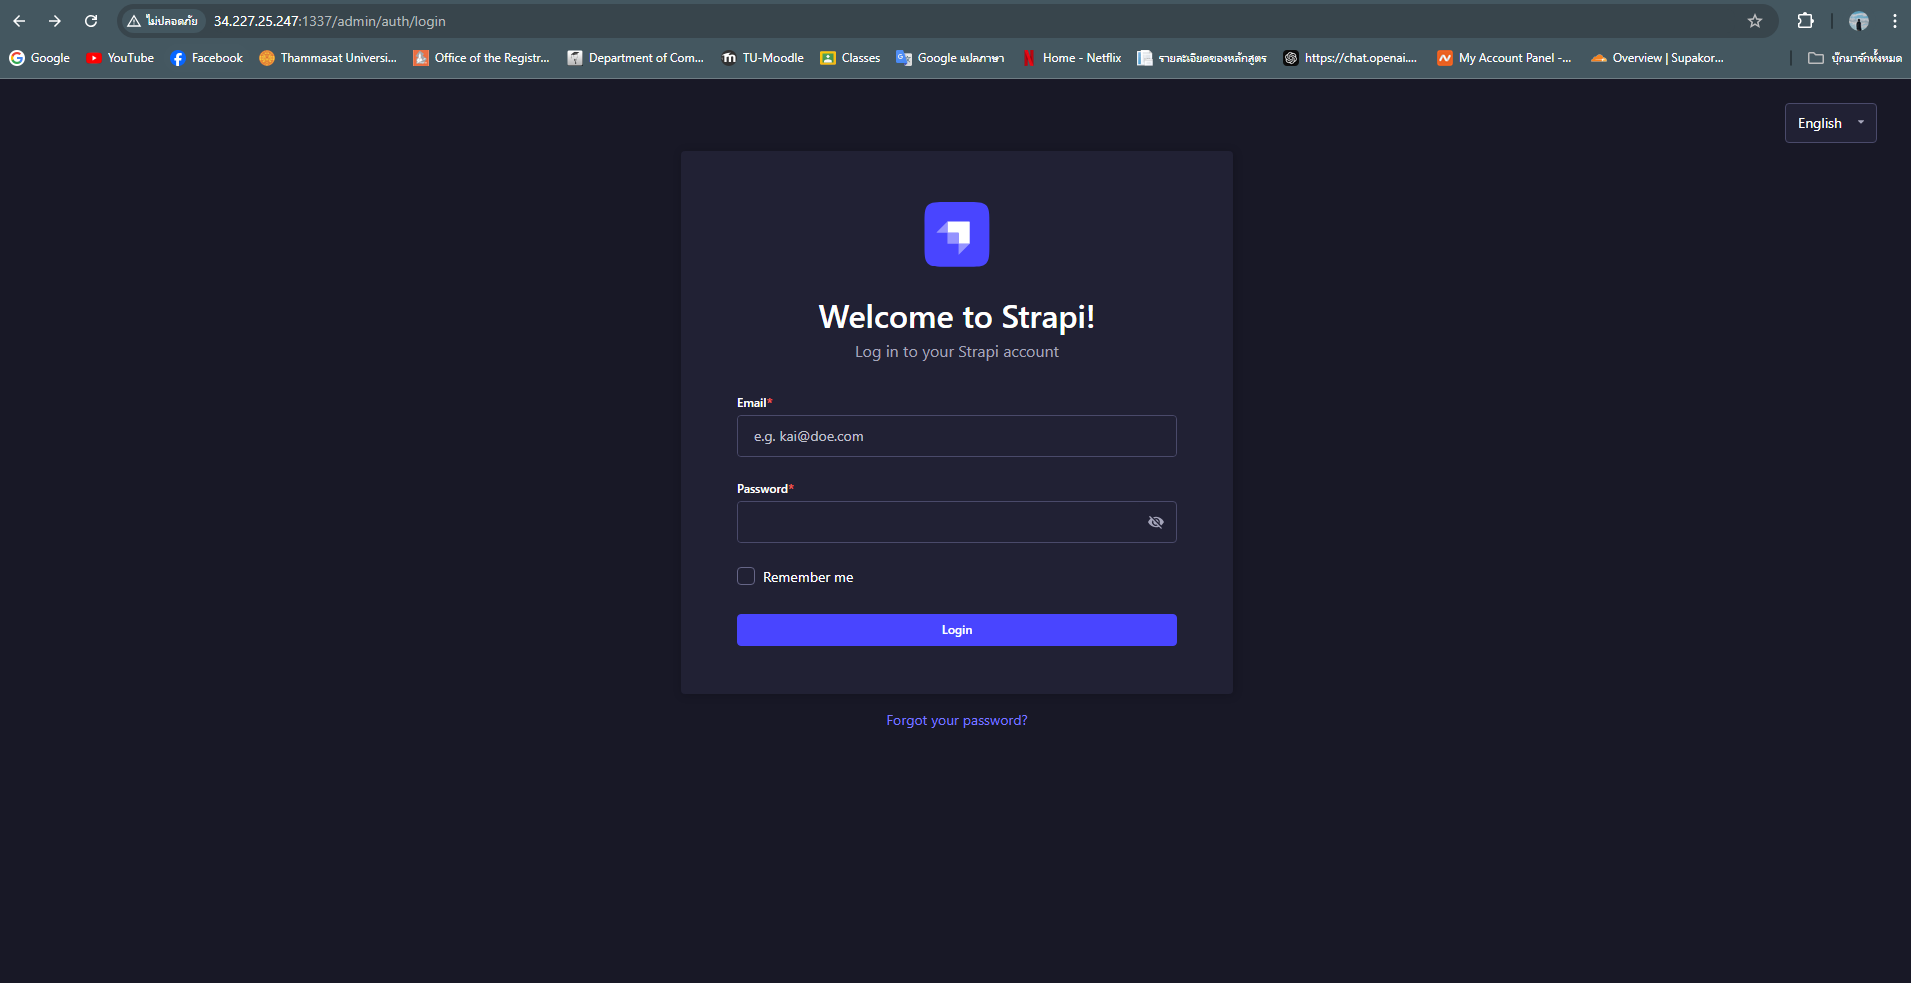 ไม่ปลอดภัย 34.227.25.247:1337/admin/auth/login
Google YouTube Facebook Thammasat Universi... Office of the Registr... Department of Com... TU-Moodle Classes Google แปลภาษา Home - Netflix รายละเอียดของหลักสูตร https://chat.openai.... My Account Panel -... Overview | Supakor... บุ๊กมาร์กทั้งหมด
English
Welcome to Strapi!
Log in to your Strapi account
Email*
e.g. kai@doe.com
Password*
Remember me
Login
Forgot your password?